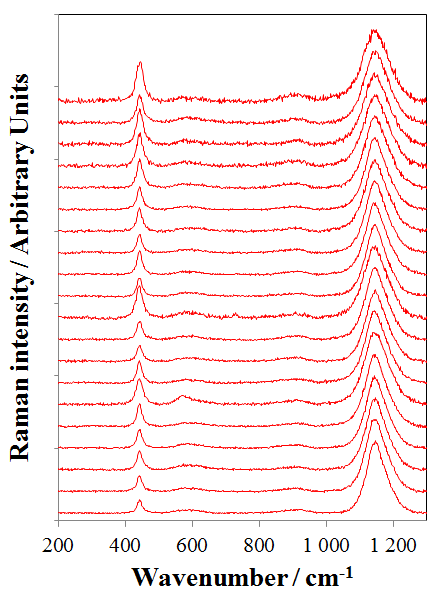 Raman intensity / Arbitrary Units
200 400 600 800 1 000 1 200
Wavenumber / cm-1